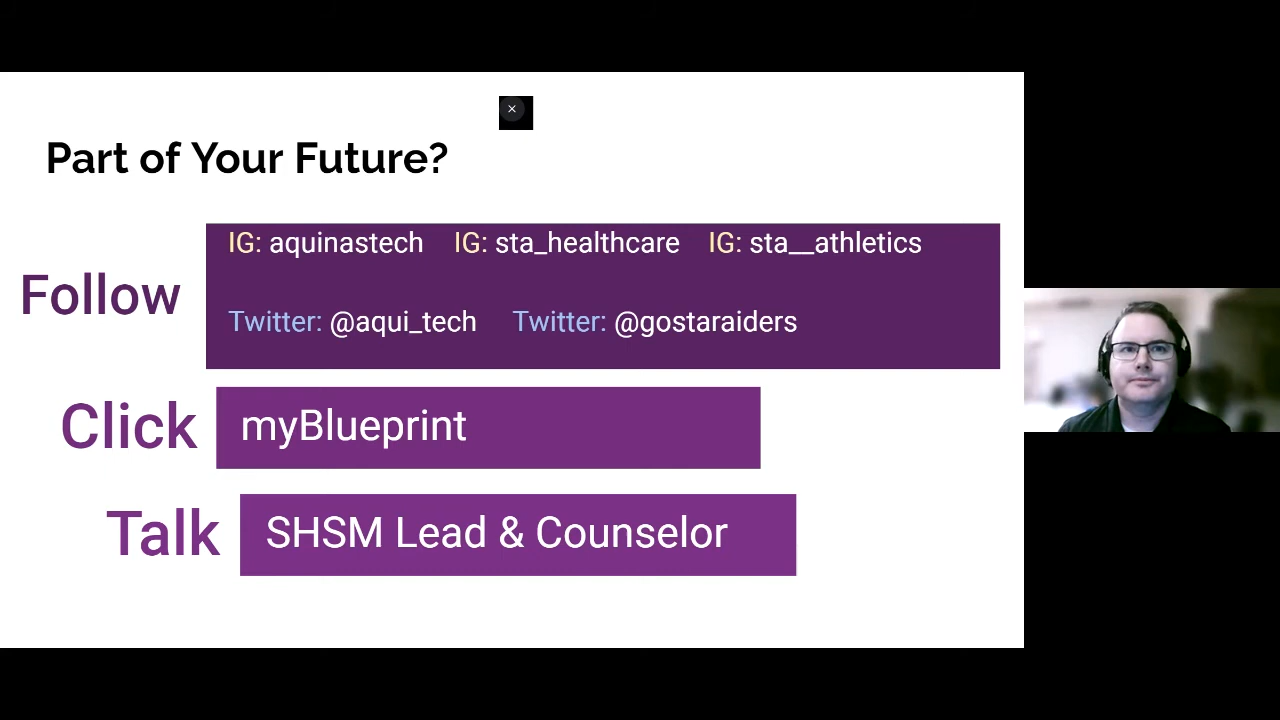 Part of Your Future?
Follow
IG: aquinastech IG: sta_healthcare IG: sta__athletics
Twitter: @aqui_tech Twitter: @gostaraiders
Click
myBlueprint
Talk
SHSM Lead & Counselor